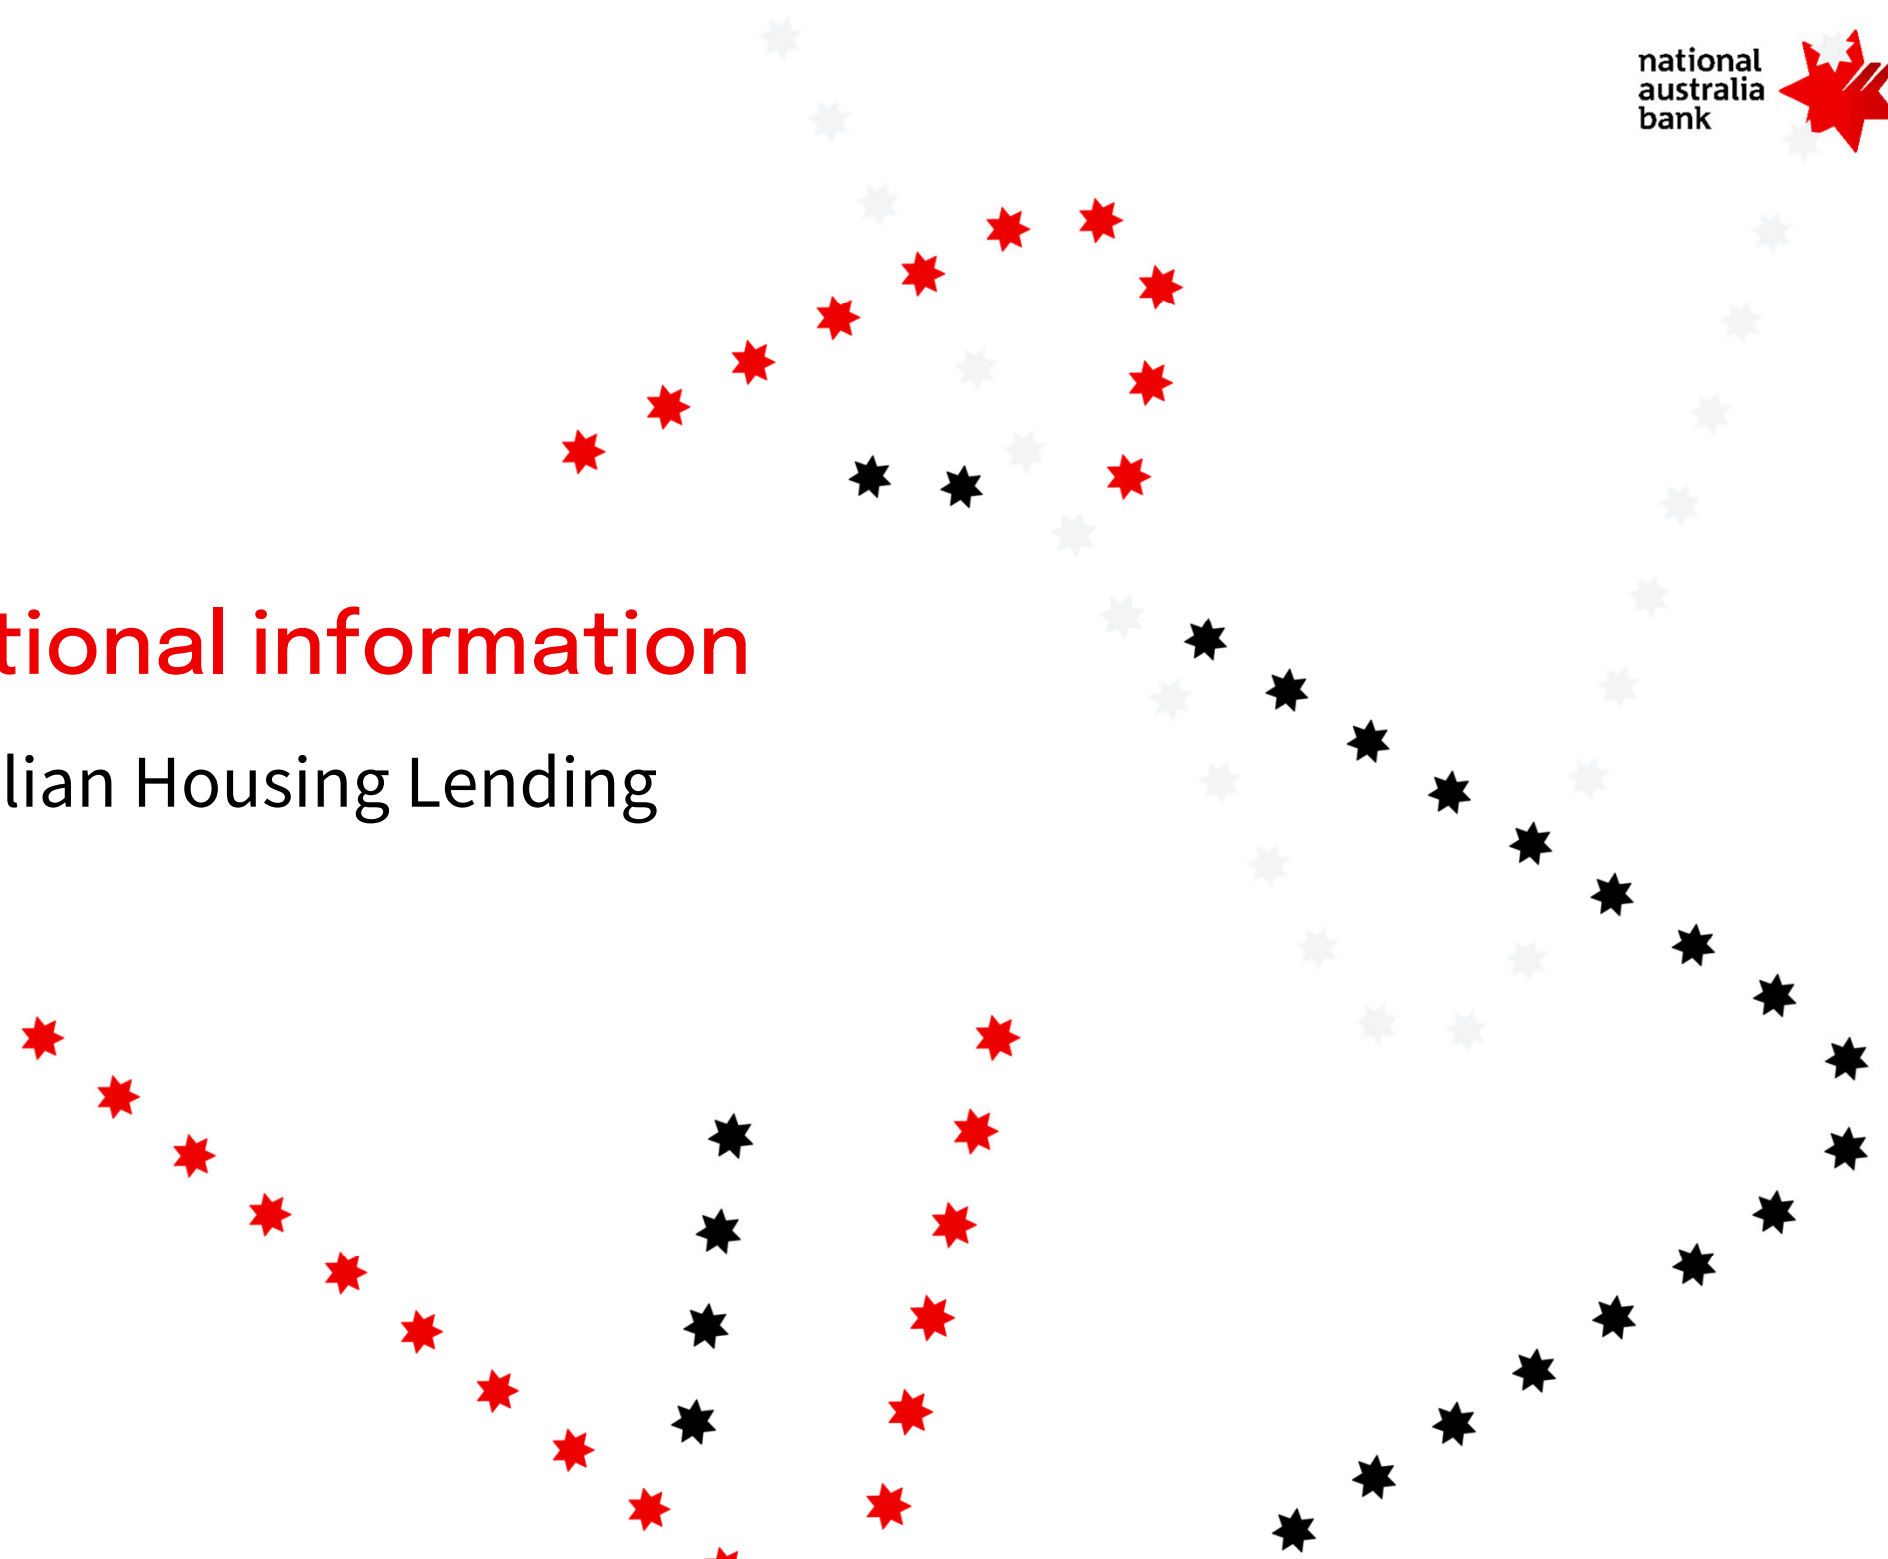 national
australia
bank
tional information
lian Housing Lending